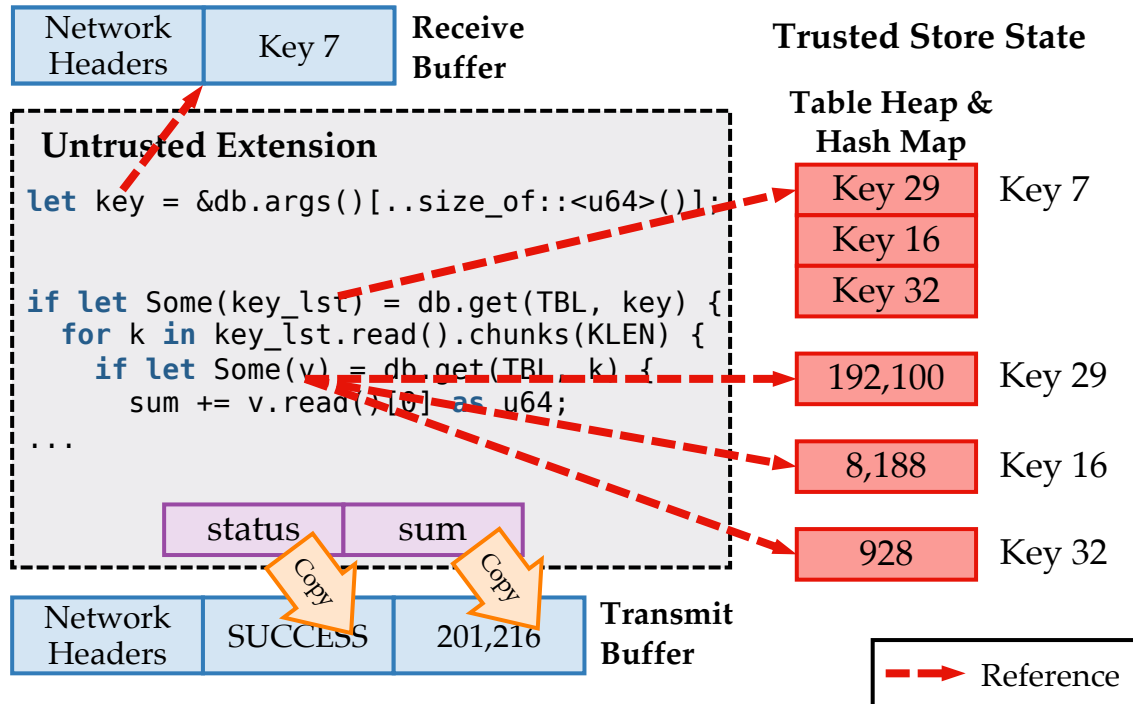 Network
Headers
Key 7
Receive
Buffer
Trusted Store State
Table Heap &
Hash Map
Untrusted Extension
let key = &db.args()[..size_of::<u64>()];
if let Some(key_lst) = db.get(TBL, key) {
for k in key_lst.read().chunks(KLEN) {
if let Some(v) = db.get(TBL, k) {
sum += v.read()[0] as u64;
...
Key 29
Key 16
Key 32
Key 7
192,100
Key 29
8,188
Key 16
928
Key 32
status
sum
Copy
Copy
Network
Headers
SUCCESS
201,216
Transmit
Buffer
Reference